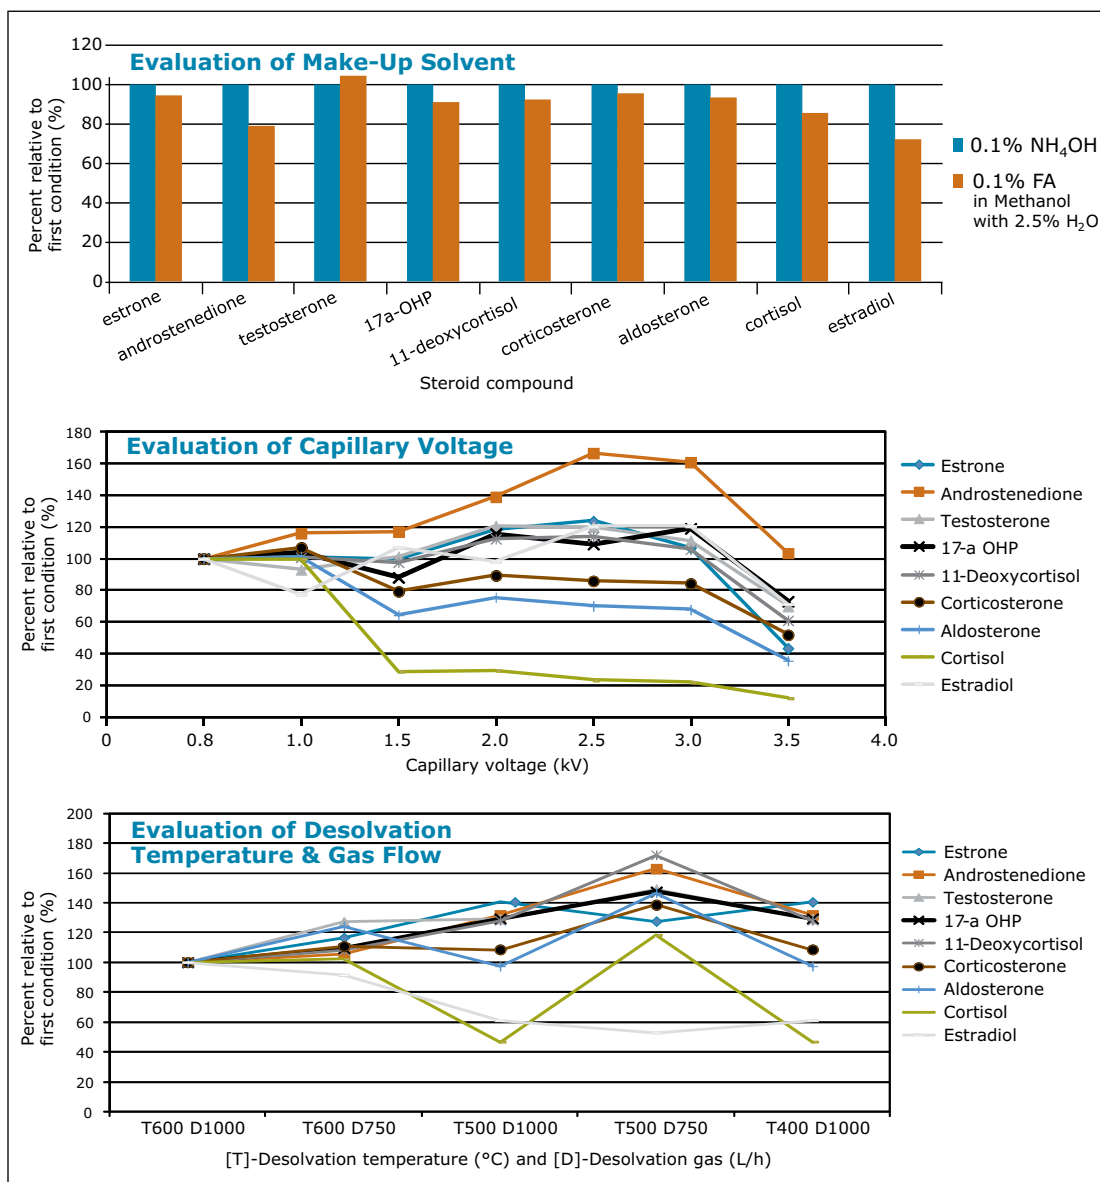 Evaluation of Make-Up Solvent
Percent relative to
first condition (%)
120
100
80
60
40
20
0
estrone
androstenedione
testosterone
17a-OHP
11-deoxycortisol
corticosterone
aldosterone
cortisol
estradiol
Steroid compound
0.1% NH₄OH
0.1% FA
in Methanol
with 2.5% H₂O
Evaluation of Capillary Voltage
Percent relative to
first condition (%)
180
160
140
120
100
80
60
40
20
0
0 0.8 1.0 1.5 2.0 2.5 3.0 3.5 4.0
Capillary voltage (kV)
Estrone
Androstenedione
Testosterone
17-a OHP
11-Deoxycortisol
Corticosterone
Aldosterone
Cortisol
Estradiol
Evaluation of Desolvation
Temperature & Gas Flow
Percent relative to
first condition (%)
200
180
160
140
120
100
80
60
40
20
0
T600 D1000 T600 D750 T500 D1000 T500 D750 T400 D1000
[T]-Desolvation temperature (°C) and [D]-Desolvation gas (L/h)
Estrone
Androstenedione
Testosterone
17-a OHP
11-Deoxycortisol
Corticosterone
Aldosterone
Cortisol
Estradiol